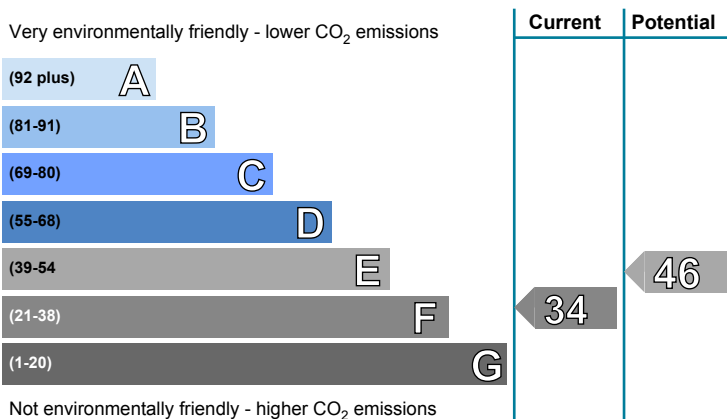 Very environmentally friendly - lower CO2 emissions
Current
Potential
(92 plus) A
(81-91) B
(69-80) C
(55-68) D
(39-54 E
46
(21-38) F
34
(1-20) G
Not environmentally friendly - higher CO2 emissions